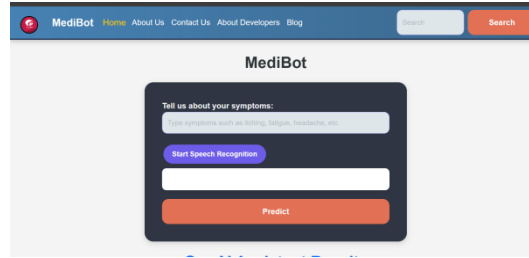 MediBot Home About Us Contact Us About Developers Blog Search Search
MediBot
Tell us about your symptoms:
Type symptoms such as itching, fatigue, headache, etc.
Start Speech Recognition
Predict